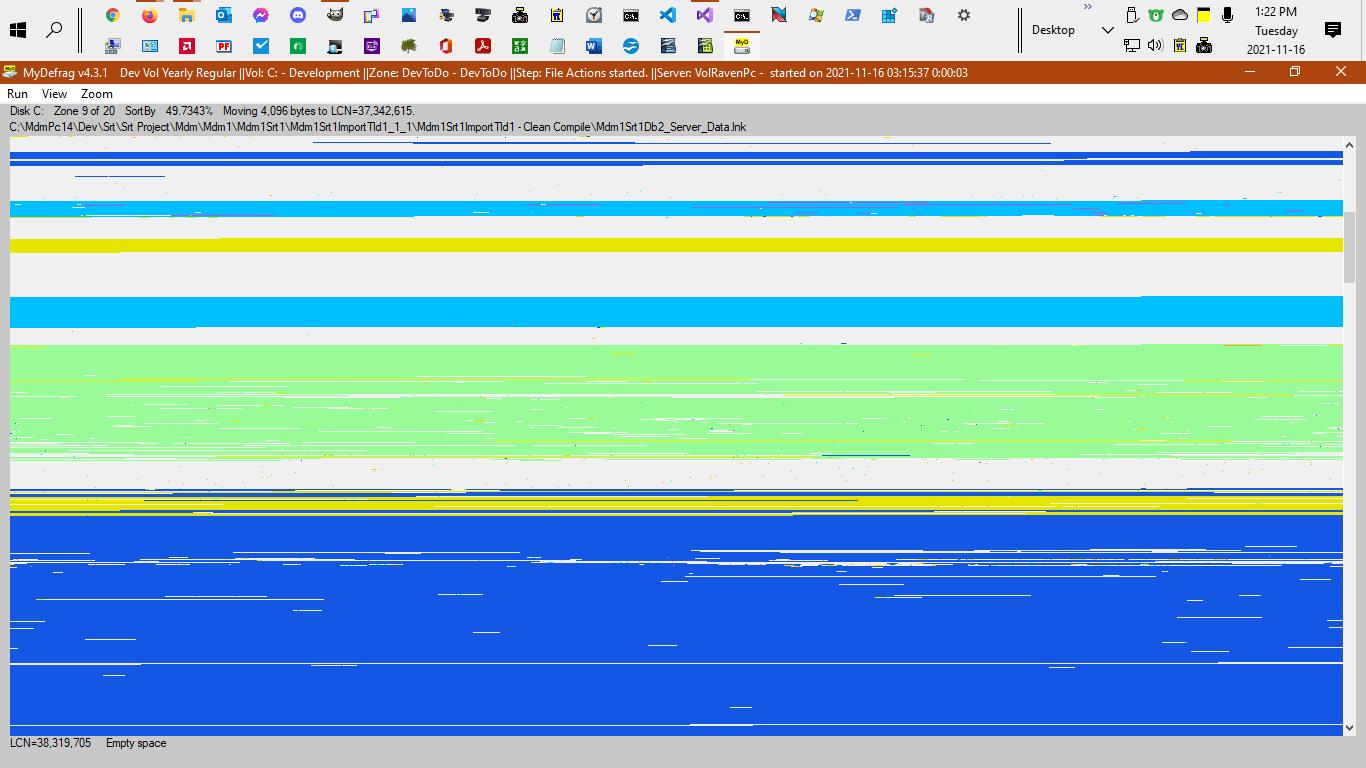 1:22 PM
Desktop
Tuesday
2021-11-16
MyDefrag v4.3.1 Dev Vol Yearly Regular ||Vol: C: - Development ||Zone: DevToDo - DevToDo ||Step: File Actions started. ||Server: VolRavenPc - started on 2021-11-16 03:15:37 0:00:03
Run View Zoom
Disk C: Zone 9 of 20 SortBy 49.7343% Moving 4,096 bytes to LCN=37,342,615.
C:\MdmPc14\Dev\Srt\Srt Project\Mdm\Mdm1\Mdm1Srt1\Mdm1Srt1ImportTld1_1_1\Mdm1Srt1ImportTld1 - Clean Compile\Mdm1Srt1Db2_Server_Data.lnk
LCN=38,319,705 Empty space